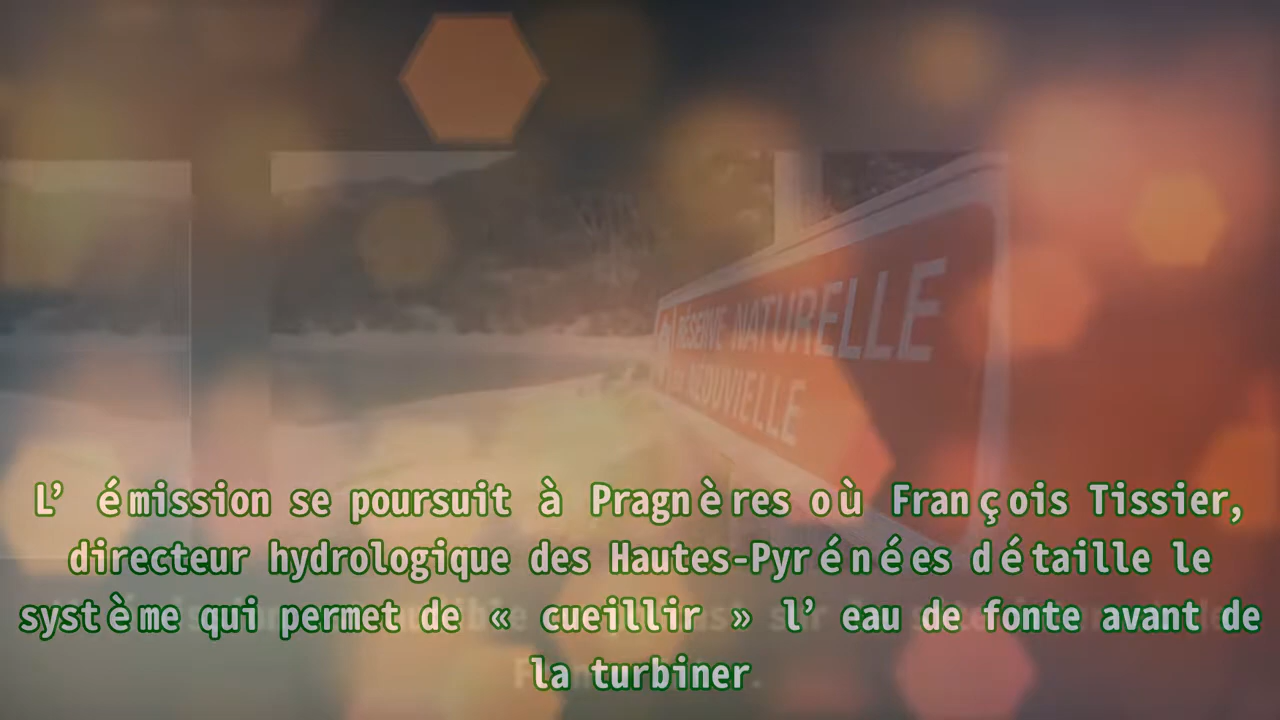 RÉSERVE NATURELLE
NEOUVIELLE
L’ émission se poursuit à Pragnères où François Tissier,
directeur hydrologique des Hautes-Pyrénées détaille le
système qui permet de « cueillir » l’ eau de fonte avant de
la turbiner